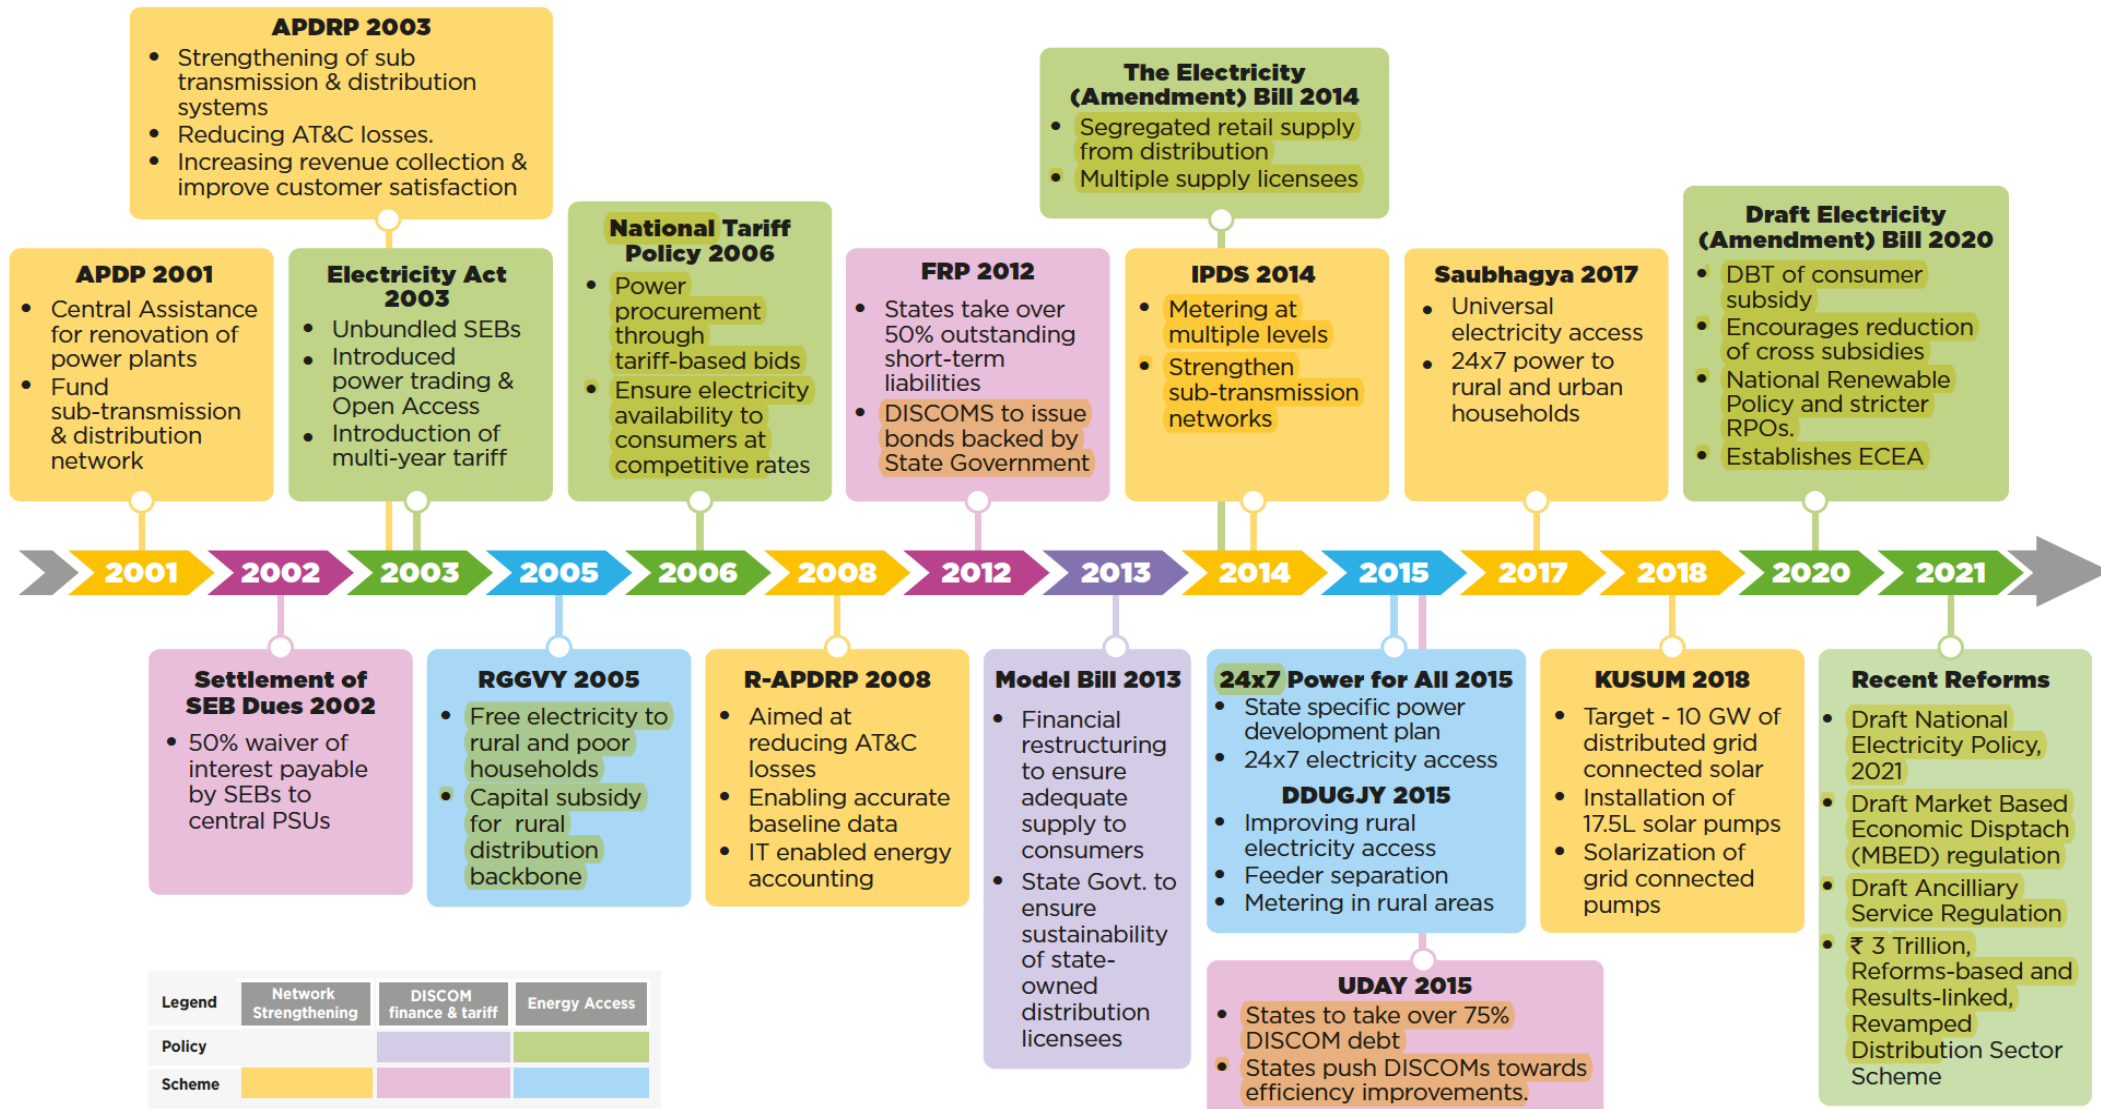 APDRP 2003
• Strengthening of sub
transmission & distribution
systems
• Reducing AT&C losses.
• Increasing revenue collection &
improve customer satisfaction
The Electricity
(Amendment) Bill 2014
• Segregated retail supply
from distribution
• Multiple supply licensees
APDP 2001
• Central Assistance
for renovation of
power plants
• Fund
sub-transmission
& distribution
network
Electricity Act
2003
• Unbundled SEBs
• Introduced
power trading &
Open Access
• Introduction of
multi-year tariff
National Tariff
Policy 2006
• Power
procurement
through
tariff-based bids
• Ensure electricity
availability to
consumers at
competitive rates
FRP 2012
• States take over
50% outstanding
short-term
liabilities
• DISCOMS to issue
bonds backed by
State Government
IPDS 2014
• Metering at
multiple levels
• Strengthen
sub-transmission
networks
Saubhagya 2017
• Universal
electricity access
• 24x7 power to
rural and urban
households
Draft Electricity
(Amendment) Bill 2020
• DBT of consumer
subsidy
• Encourages reduction
of cross subsidies
• National Renewable
Policy and stricter
RPOs.
• Establishes ECEA
2001 2002 2003 2005 2006 2008 2012 2013 2014 2015 2017 2018 2020 2021
Settlement of
SEB Dues 2002
• 50% waiver of
interest payable
by SEBs to
central PSUs
RGGVY 2005
• Free electricity to
rural and poor
households
• Capital subsidy
for rural
distribution
backbone
R-APDRP 2008
• Aimed at
reducing AT&C
losses
• Enabling accurate
baseline data
• IT enabled energy
accounting
Model Bill 2013
• Financial
restructuring
to ensure
adequate
supply to
consumers
• State Govt. to
ensure
sustainability
of state-
owned
distribution
licensees
24x7 Power for All 2015
• State specific power
development plan
• 24x7 electricity access
DDUGJY 2015
• Improving rural
electricity access
• Feeder separation
• Metering in rural areas
UDAY 2015
• States to take over 75%
DISCOM debt
• States push DISCOMs towards
efficiency improvements.
KUSUM 2018
• Target - 10 GW of
distributed grid
connected solar
• Installation of
17.5L solar pumps
• Solarization of
grid connected
pumps
Recent Reforms
• Draft National
Electricity Policy,
2021
• Draft Market Based
Economic Disptach
(MBED) regulation
• Draft Ancilliary
Service Regulation
• ₹ 3 Trillion,
Reforms-based and
Results-linked,
Revamped
Distribution Sector
Scheme
Legend
Network
Strengthening
DISCOM
finance & tariff
Energy Access
Policy
Scheme